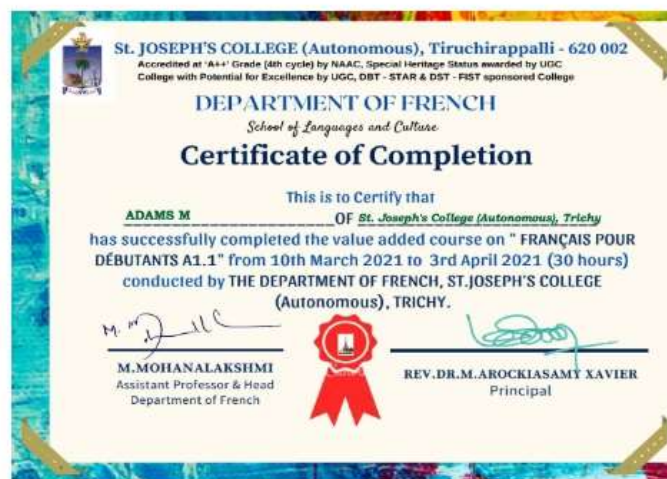 St. JOSEPH'S COLLEGE (Autonomous), Tiruchirappalli - 620 002
Accredited at 'A++' Grade (4th cycle) by NAAC, Special Heritage Status awarded by UGC
College with Potential for Excellence by UGC, DBT - STAR & DST - FIST sponsored College
DEPARTMENT OF FRENCH
School of Languages and Culture
Certificate of Completion
This is to Certify that
ADAMS M OF St. Joseph's College (Autonomous), Trichy
has successfully completed the value added course on " FRANÇAIS POUR
DÉBUTANTS A1.1" from 10th March 2021 to 3rd April 2021 (30 hours)
conducted by THE DEPARTMENT OF FRENCH, ST.JOSEPH'S COLLEGE
(Autonomous), TRICHY.
M.MOHANALAKSHMI
Assistant Professor & Head
Department of French
REV.DR.M.AROCKIASAMY XAVIER
Principal